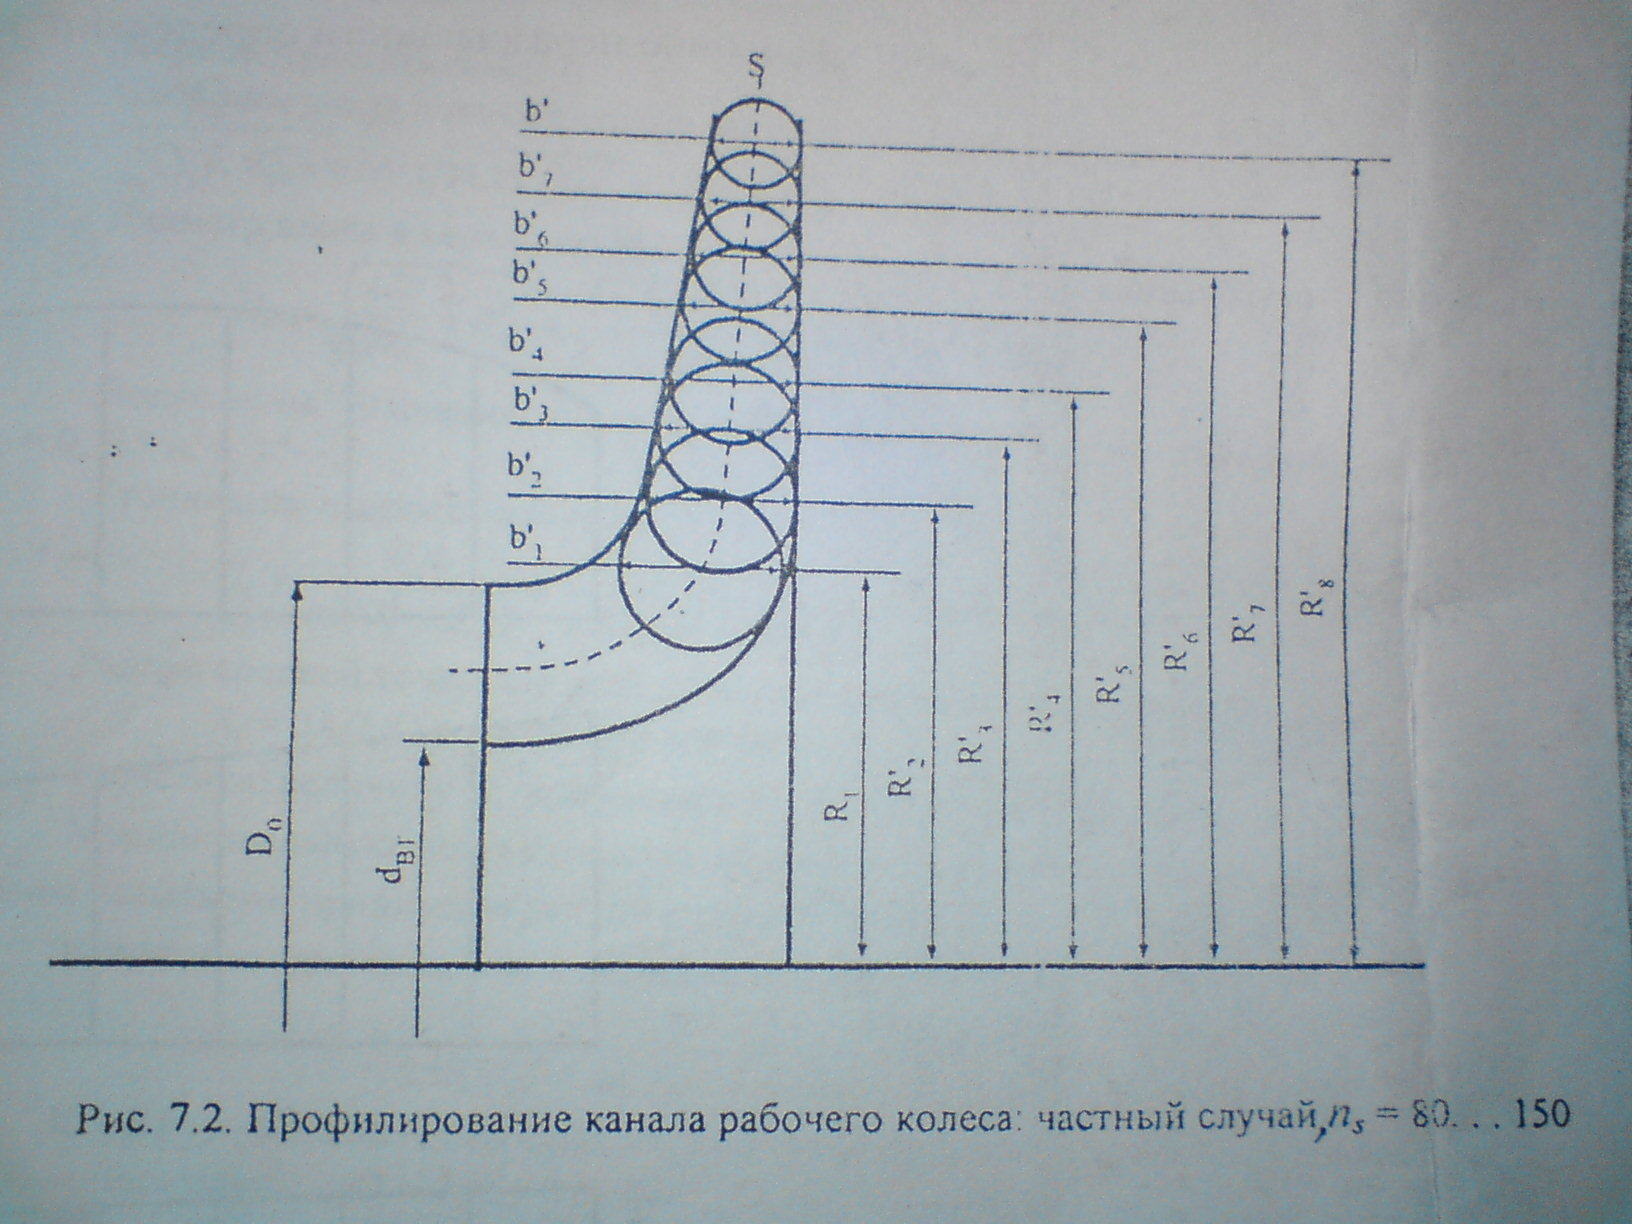 S
b'
b'7
b'6
b'5
b'4
b'3
b'2
b'1
D0
dВТ
R1
R'2
R'3
R'4
R'5
R'6
R'7
R'8
Рис. 7.2. Профилирование канала рабочего колеса: частный случай, ns = 80...150